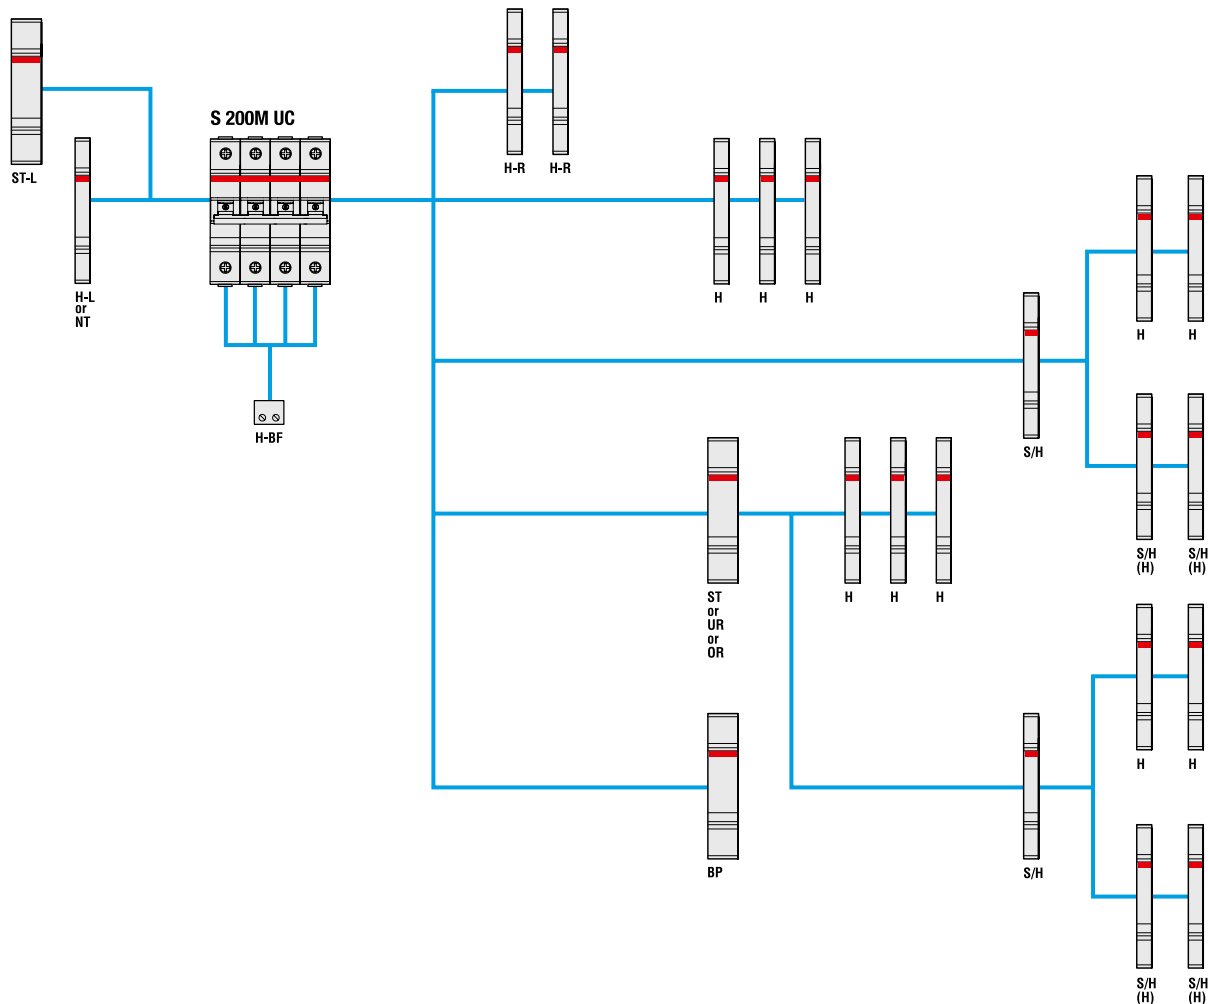 S 200M UC
H-R
H-R
ST-L
H-L
or
NT
H
H
H
H
H
H-BF
S/H
S/H
(H)
S/H
(H)
ST
or
UR
or
OR
H
H
H
H
H
BP
S/H
S/H
(H)
S/H
(H)